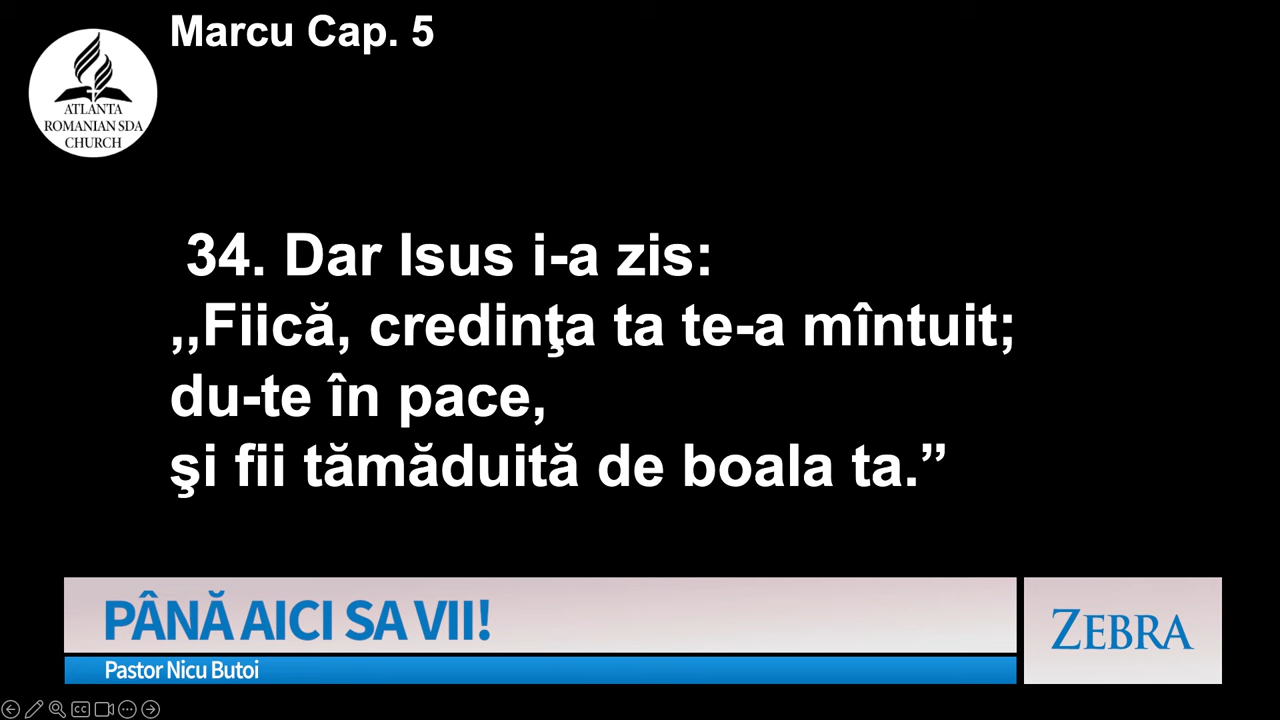 Marcu Cap. 5
ATLANTA
ROMANIAN SDA
CHURCH
34. Dar Isus i-a zis:
,,Fiică, credinţa ta te-a mîntuit;
du-te în pace,
şi fii tămăduită de boala ta.”
PÂNĂ AICI SA VII!
Pastor Nicu Butoi
ZEBRA
CC